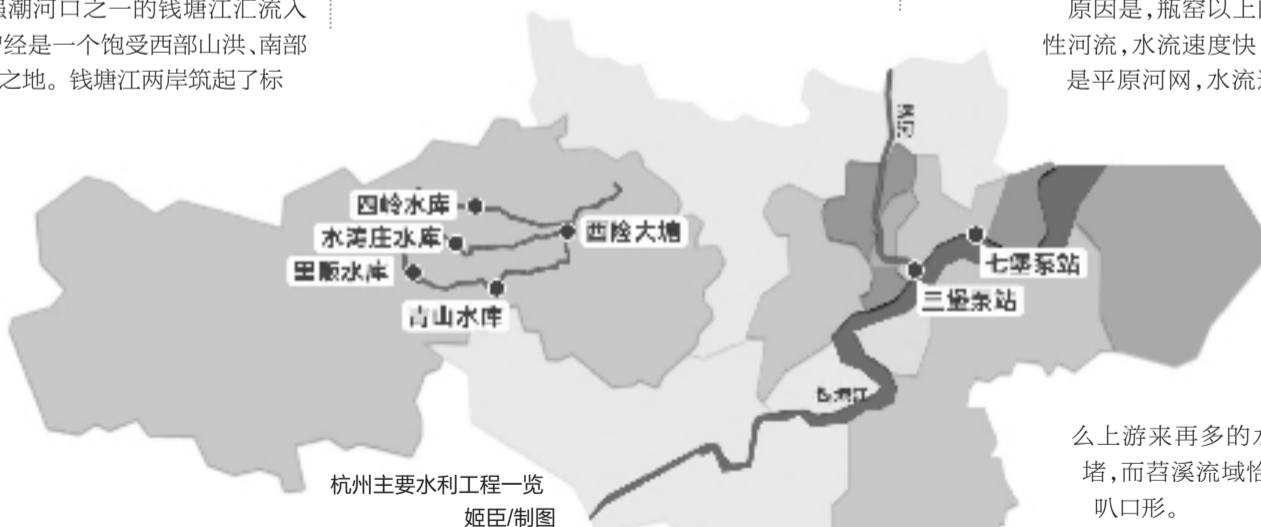 强潮河口之一的钱塘江汇流入
曾经是一个饱受西部山洪、南部
之地。钱塘江两岸筑起了标
原因是,瓶窑以上
性河流,水流速度快
是平原河网,水流
四岭水库
水涛庄水库
里畈水库
青山水库
西险大塘
七堡泵站
三堡泵站
钱塘江
杭州主要水利工程一览
姬臣/制图
么上游来再多的水
堵,而苕溪流域恰
叭口形。